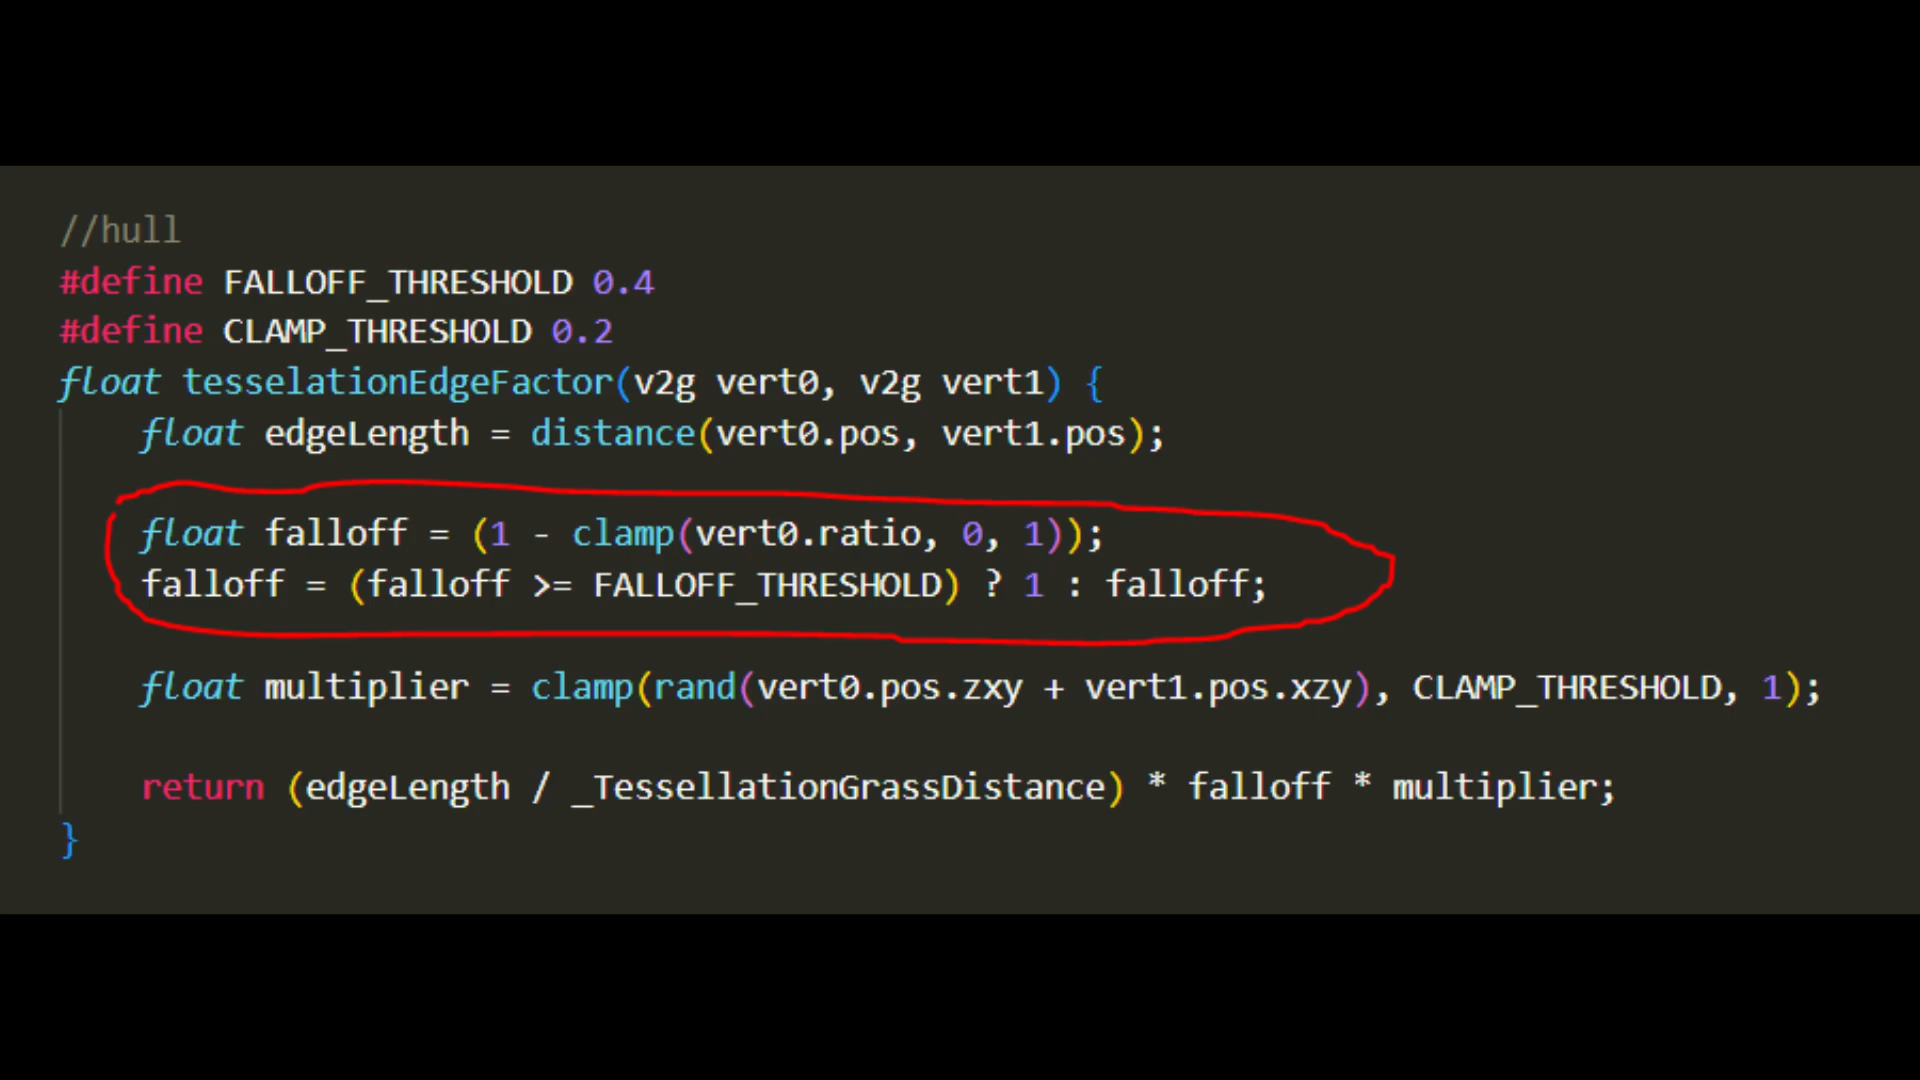 //hull
#define FALLOFF_THRESHOLD 0.4
#define CLAMP_THRESHOLD 0.2
float tesselationEdgeFactor(v2g vert0, v2g vert1) {
float edgeLength = distance(vert0.pos, vert1.pos);
float falloff = (1 - clamp(vert0.ratio, 0, 1));
falloff = (falloff >= FALLOFF_THRESHOLD) ? 1 : falloff;
float multiplier = clamp(rand(vert0.pos.zxy + vert1.pos.xzy), CLAMP_THRESHOLD, 1);
return (edgeLength / _TessellationGrassDistance) * falloff * multiplier;
}